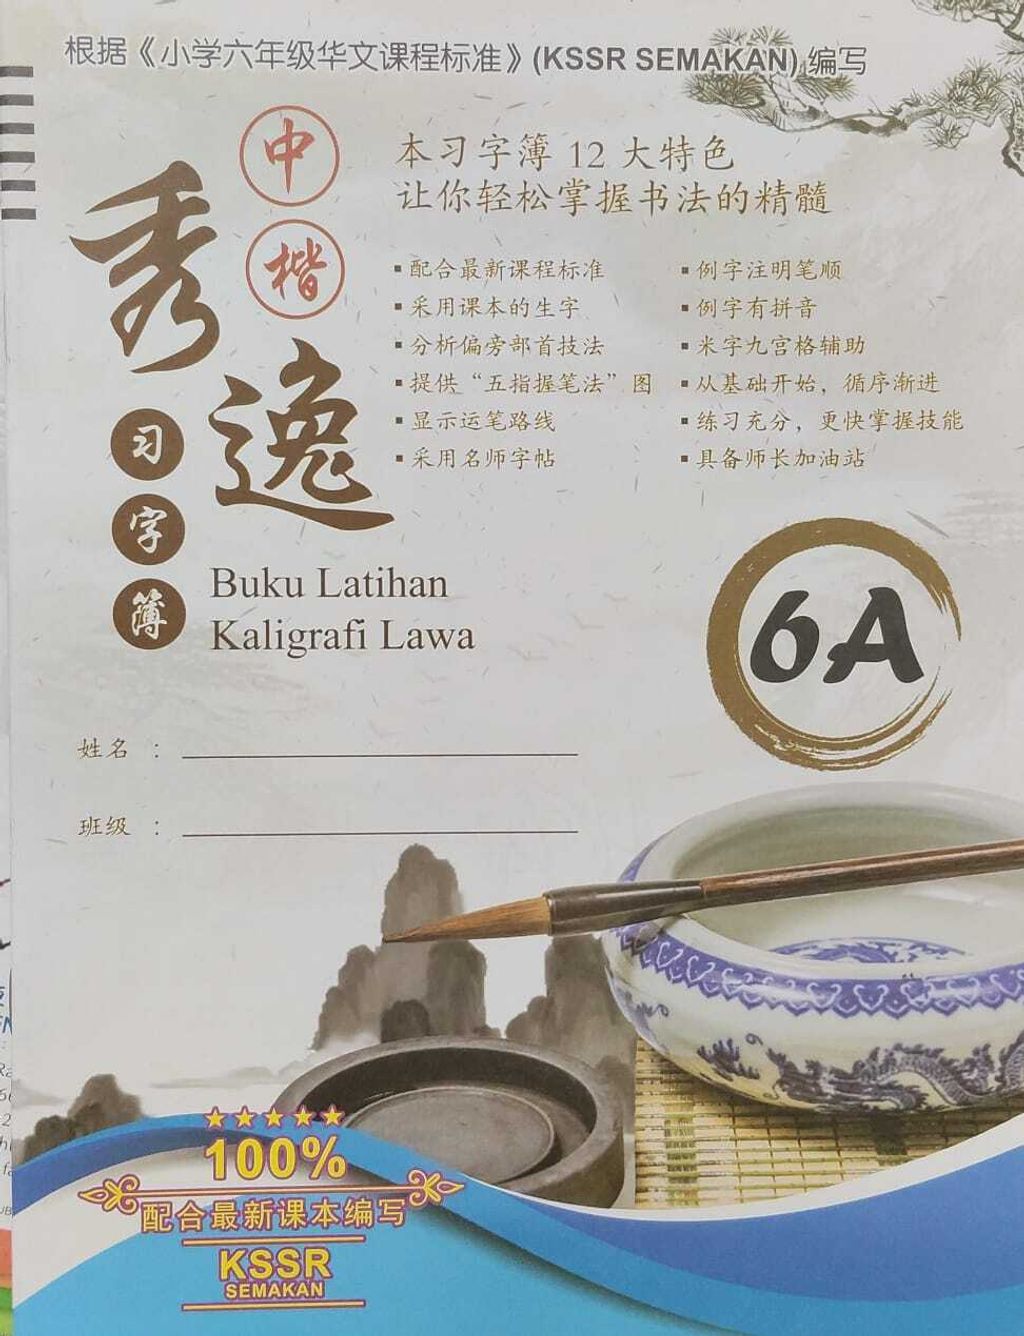 根据《小学六年级华文课程标准》(KSSR SEMAKAN) 编写
中楷
秀逸
习字簿
Buku Latihan
Kaligrafi Lawa
本习字簿 12 大特色
让你轻松掌握书法的精髓
▪ 配合最新课程标准
▪ 采用课本的生字
▪ 分析偏旁部首技法
▪ 提供“五指握笔法”图
▪ 显示运笔路线
▪ 采用名师字帖
▪ 例字注明笔顺
▪ 例字有拼音
▪ 米字九宫格辅助
▪ 从基础开始，循序渐进
▪ 练习充分，更快掌握技能
▪ 具备师长加油站
6A
姓名 ：
班级 ：
100%
配合最新课本编写
KSSR
SEMAKAN